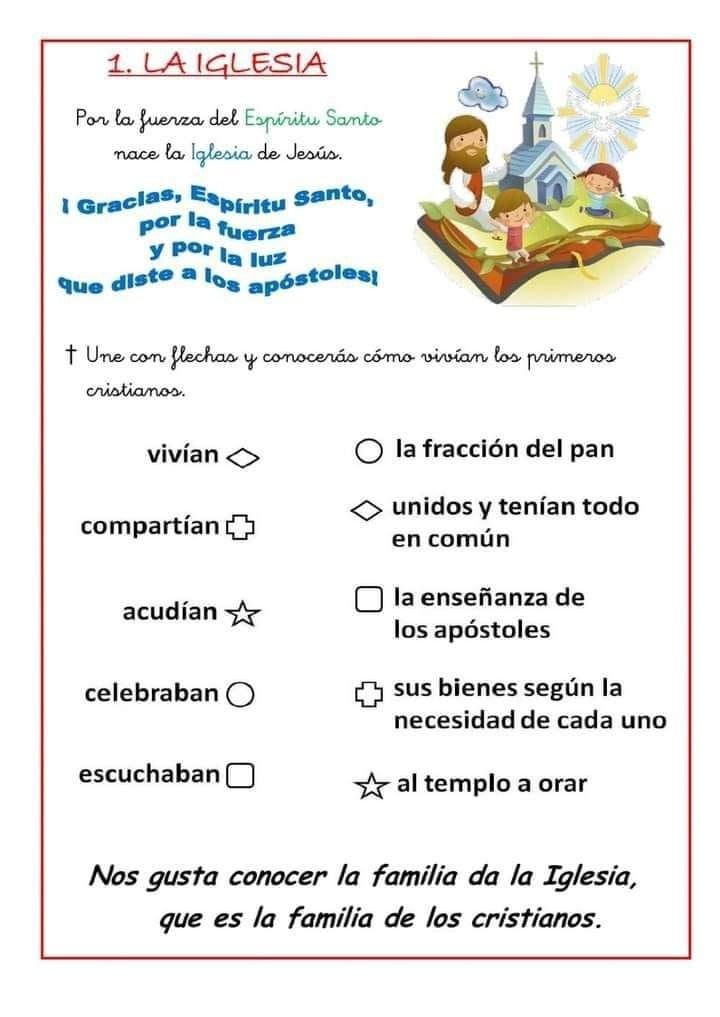 1. LA IGLESIA
Por la fuerza del Espíritu Santo
nace la Iglesia de Jesús.
¡ Gracias, Espíritu Santo,
por la fuerza
y por la luz
que diste a los apóstoles!
† Une con flechas y conocerás cómo vivían los primeros
cristianos.
vivían
la fracción del pan
compartían
unidos y tenían todo
en común
acudían
la enseñanza de
los apóstoles
celebraban
sus bienes según la
necesidad de cada uno
escuchaban
al templo a orar
Nos gusta conocer la familia da la Iglesia,
que es la familia de los cristianos.